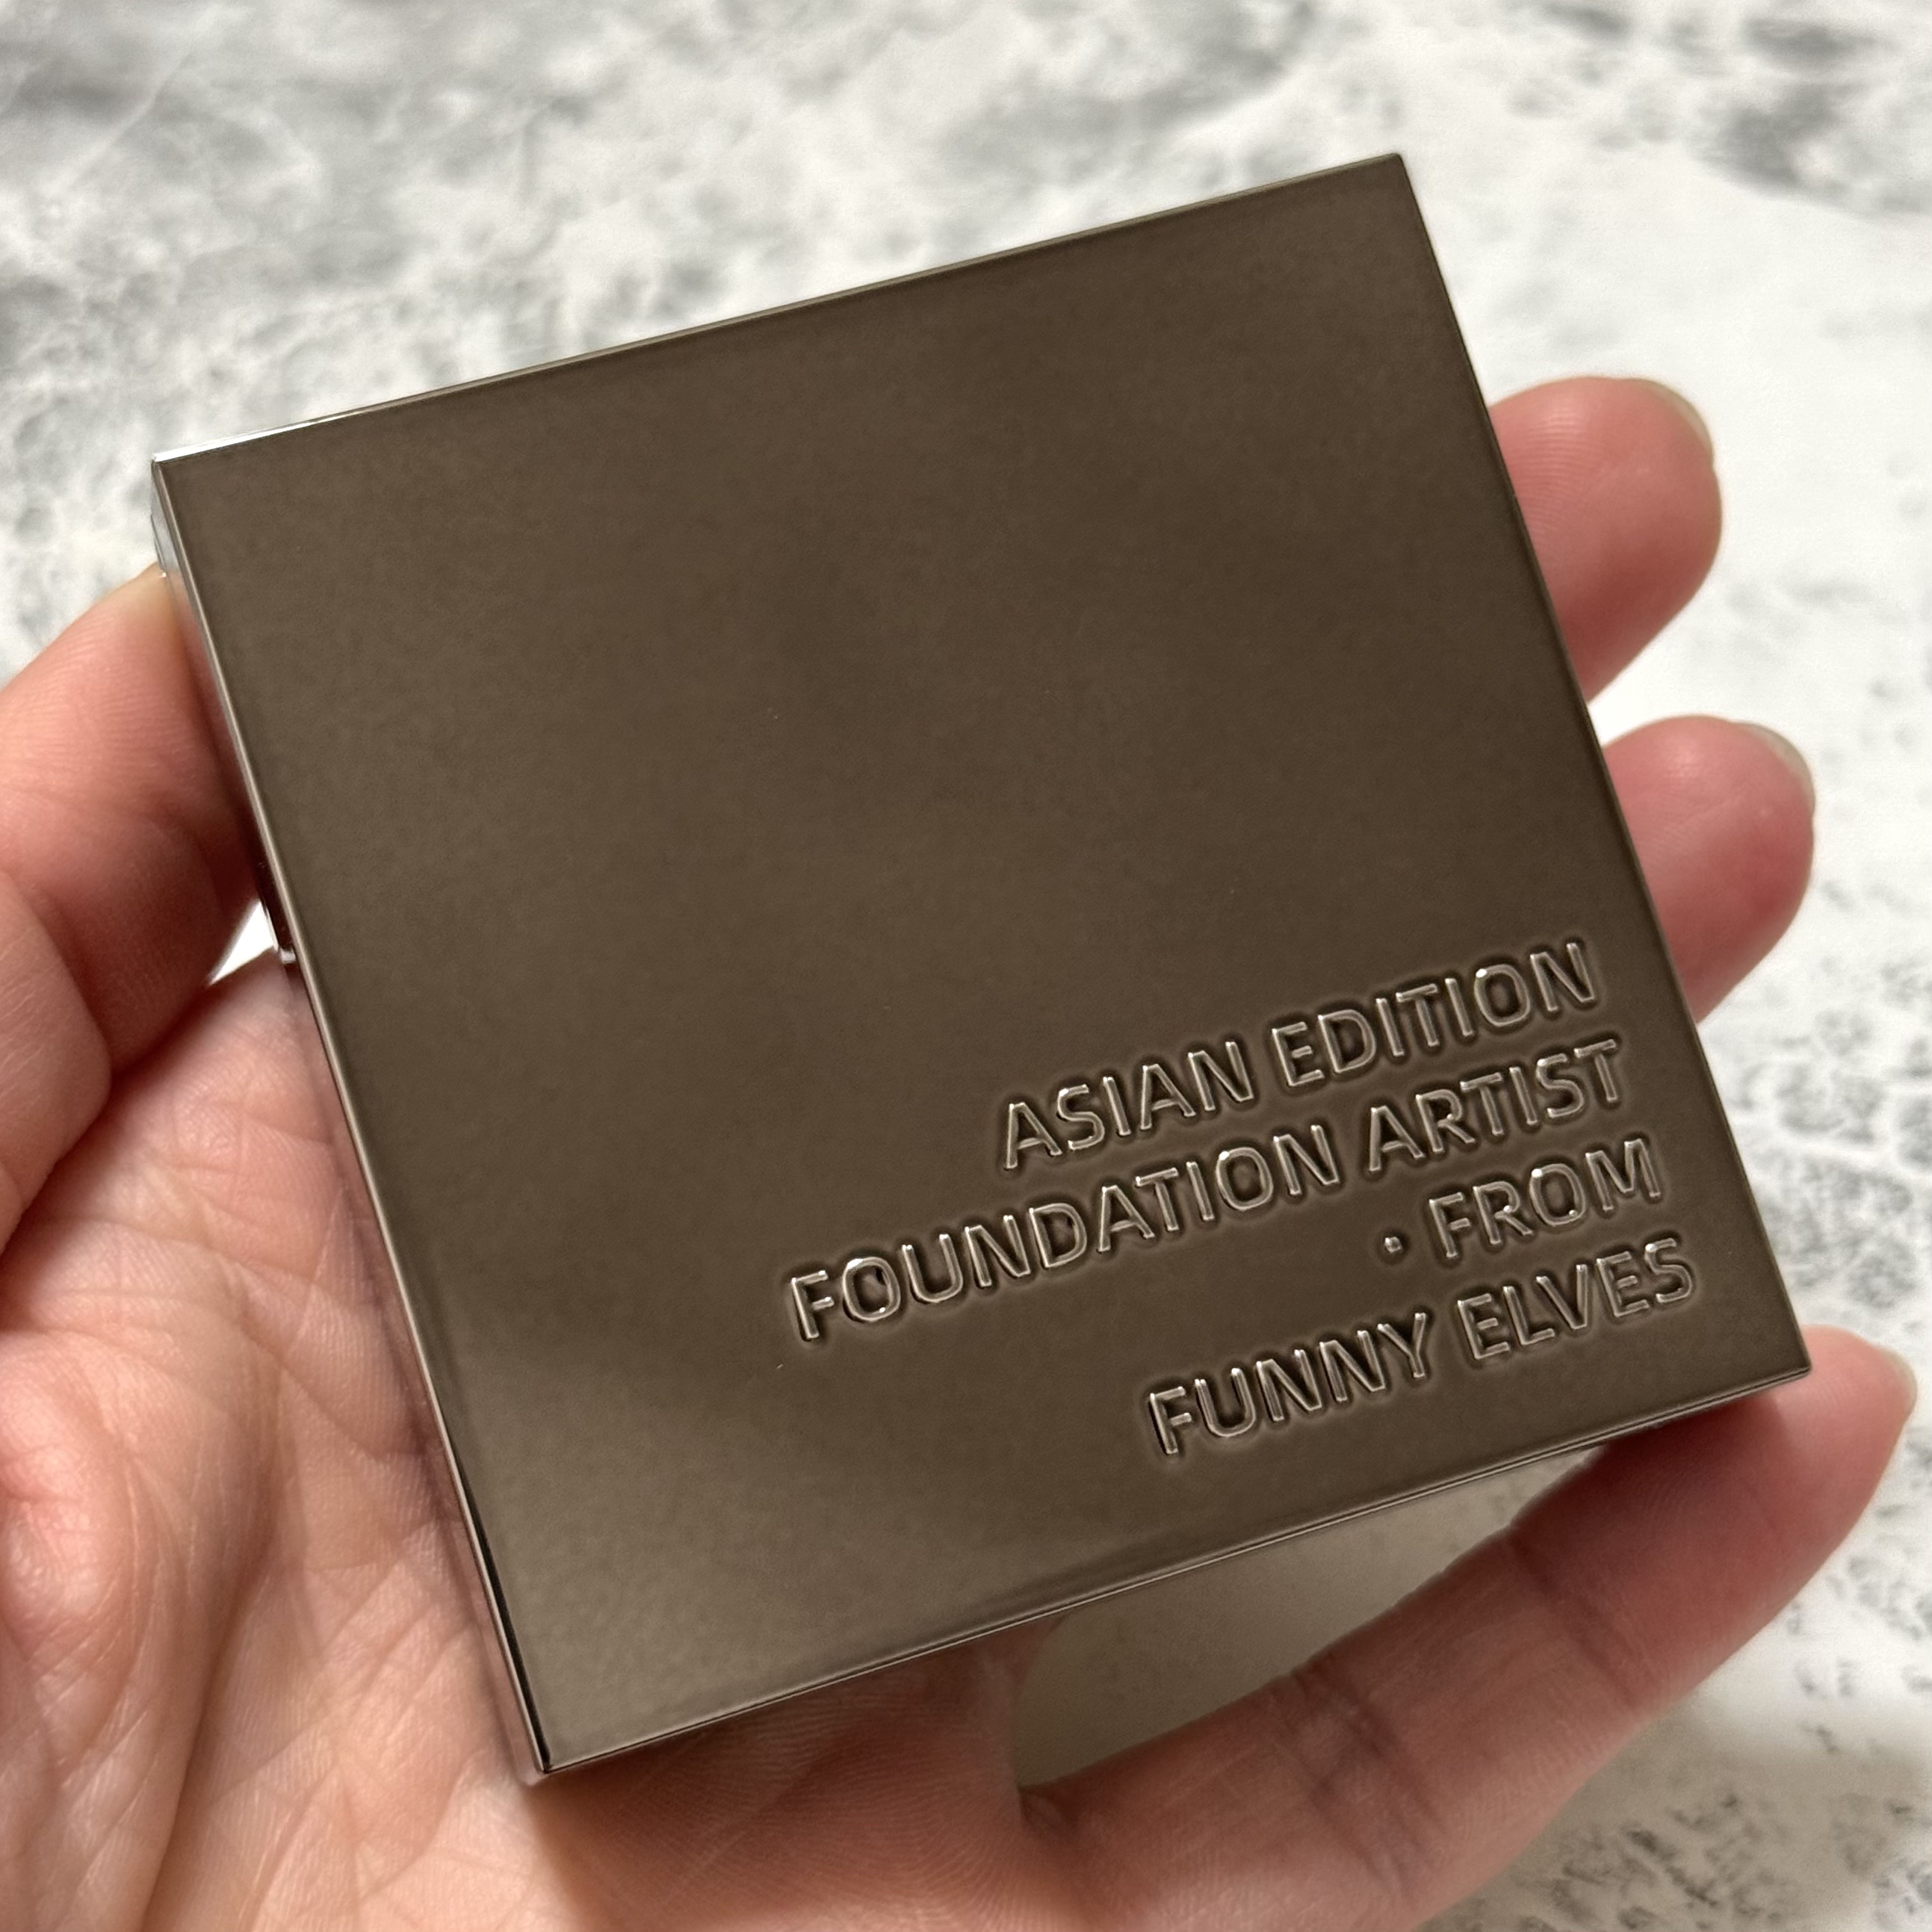 ASIAN EDITION
FOUNDATION ARTIST
· FROM
FUNNY ELVES